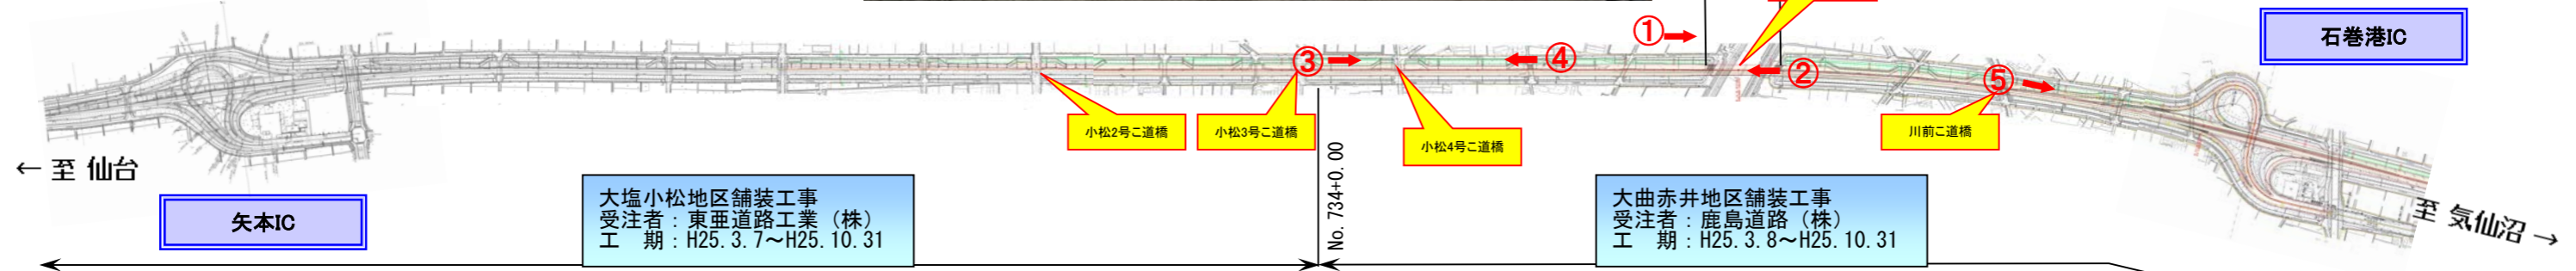 ①
石巻港IC
③
④
②
⑤
小松2号こ道橋
小松3号こ道橋
小松4号こ道橋
川前こ道橋
← 至 仙台
No. 734+0.00
大塩小松地区舗装工事
受注者：東亜道路工業（株）
工　期：H25.3.7～H25.10.31
大曲赤井地区舗装工事
受注者：鹿島道路（株）
工　期：H25.3.8～H25.10.31
矢本IC
至 気仙沼 →